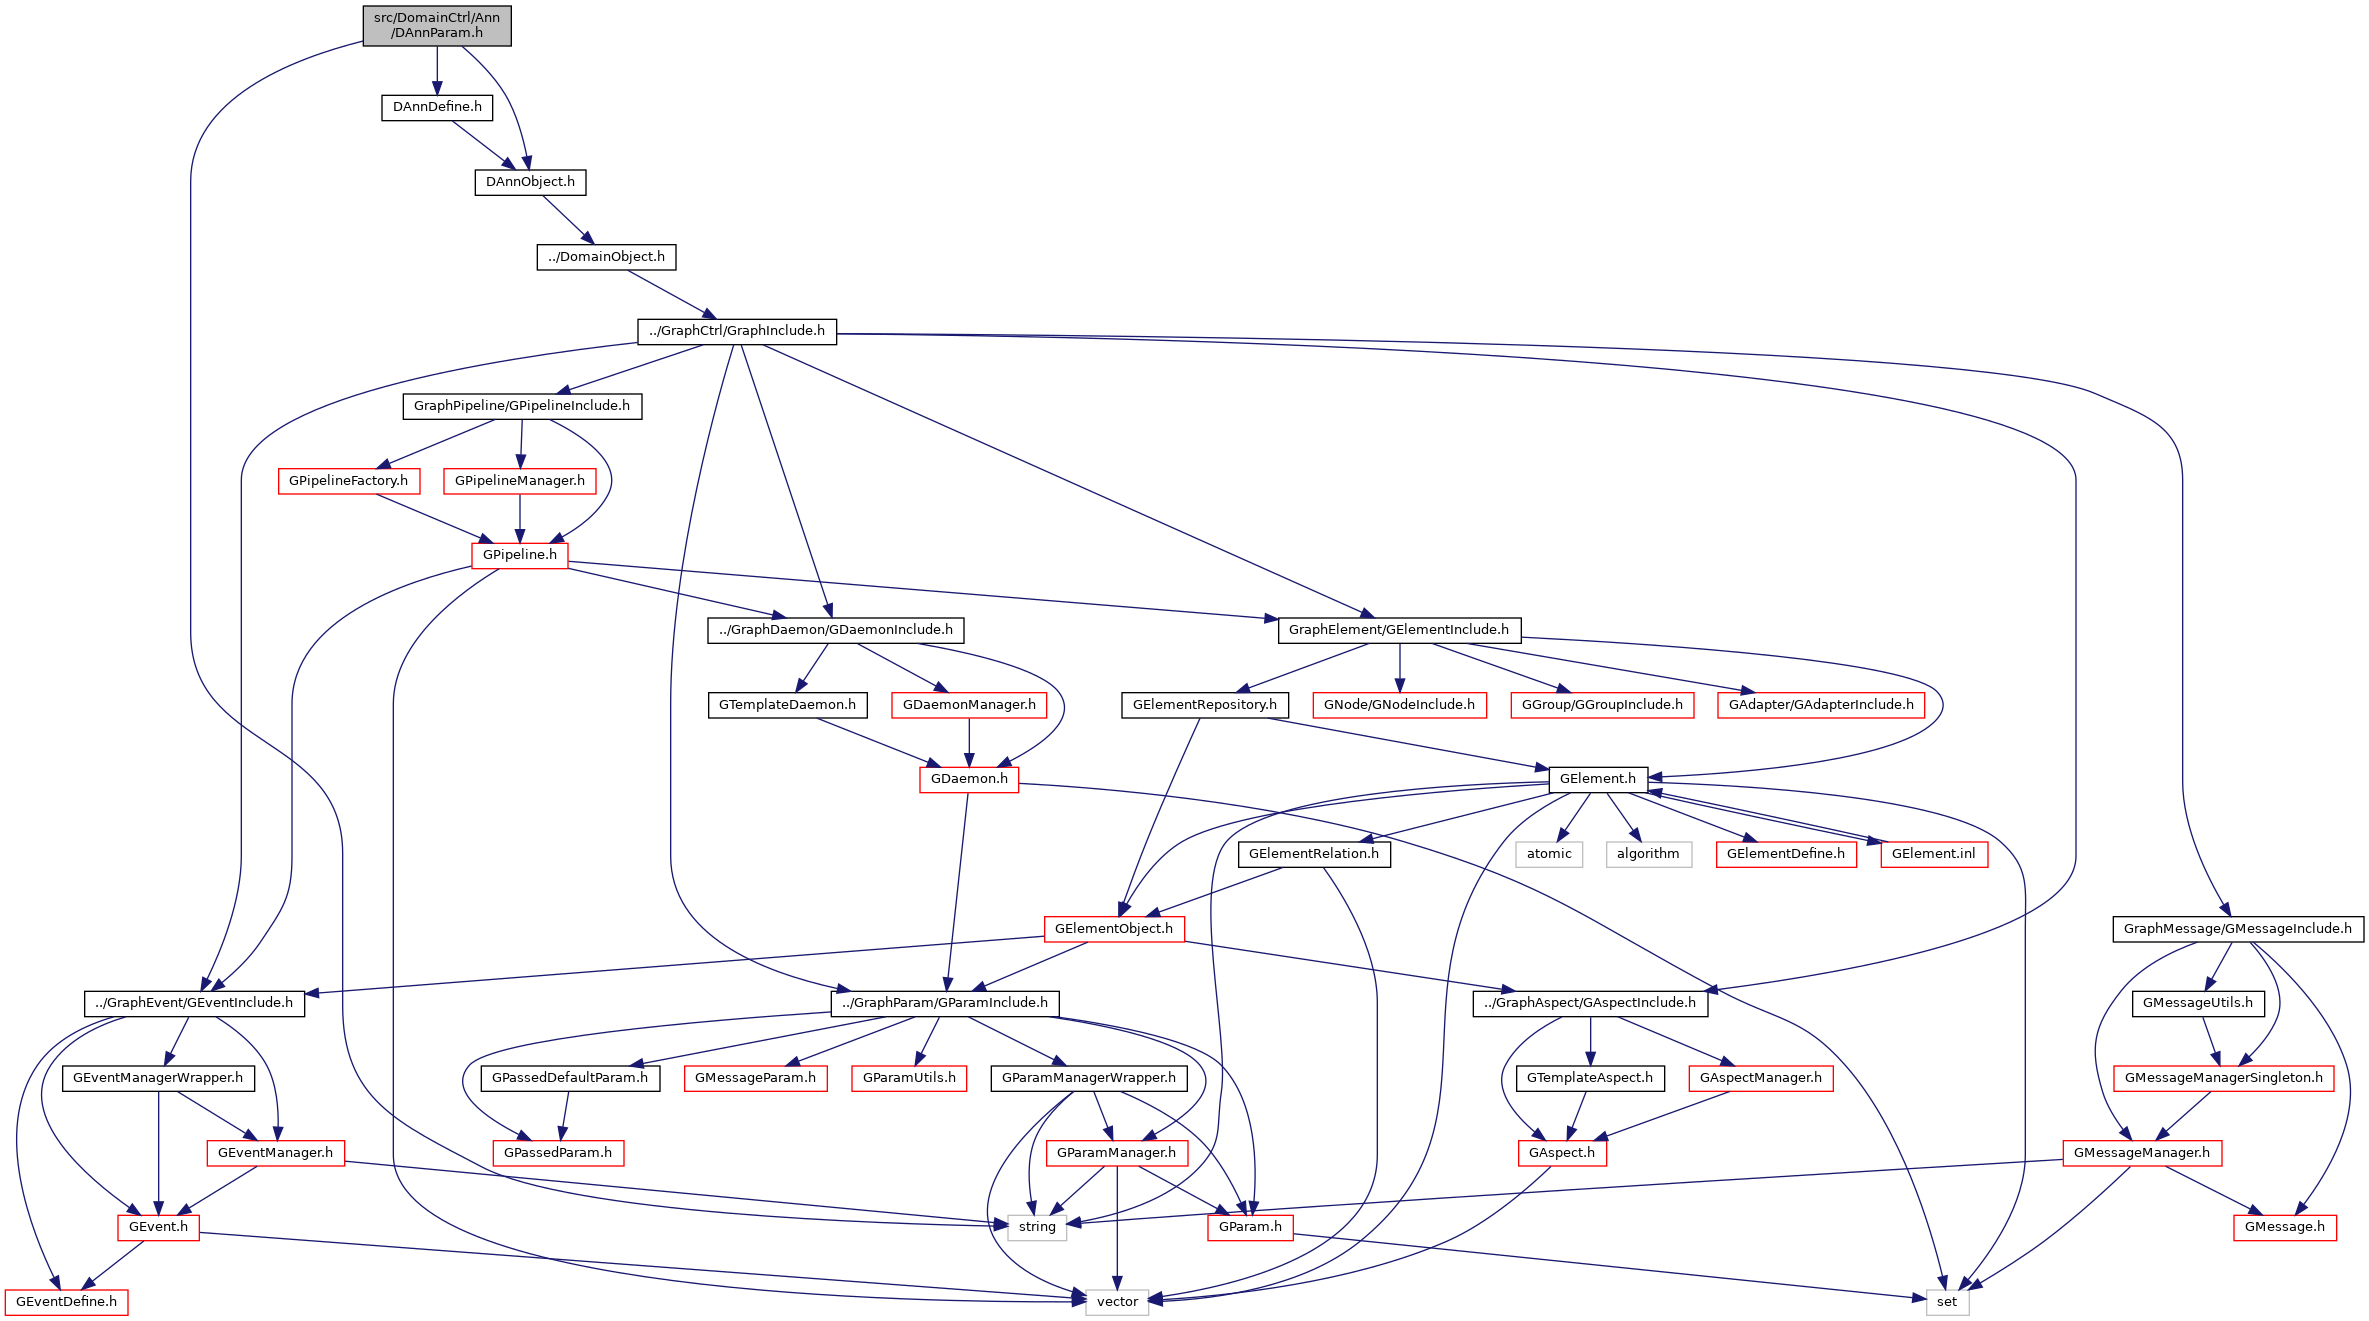 src/DomainCtrl/Ann
/DAnnParam.h
DAnnDefine.h
DAnnObject.h
../DomainObject.h
../GraphCtrl/GraphInclude.h
GraphPipeline/GPipelineInclude.h
GPipelineFactory.h
GPipelineManager.h
GPipeline.h
../GraphDaemon/GDaemonInclude.h
GraphElement/GElementInclude.h
GTemplateDaemon.h
GDaemonManager.h
GElementRepository.h
GNode/GNodeInclude.h
GGroup/GGroupInclude.h
GAdapter/GAdapterInclude.h
GDaemon.h
GElement.h
GElementRelation.h
atomic
algorithm
GElementDefine.h
GElement.inl
GElementObject.h
GraphMessage/GMessageInclude.h
../GraphEvent/GEventInclude.h
../GraphParam/GParamInclude.h
../GraphAspect/GAspectInclude.h
GMessageUtils.h
GEventManagerWrapper.h
GPassedDefaultParam.h
GMessageParam.h
GParamUtils.h
GParamManagerWrapper.h
GTemplateAspect.h
GAspectManager.h
GMessageManagerSingleton.h
GEventManager.h
GPassedParam.h
GParamManager.h
GAspect.h
GMessageManager.h
GEvent.h
string
GParam.h
GMessage.h
GEventDefine.h
vector
set